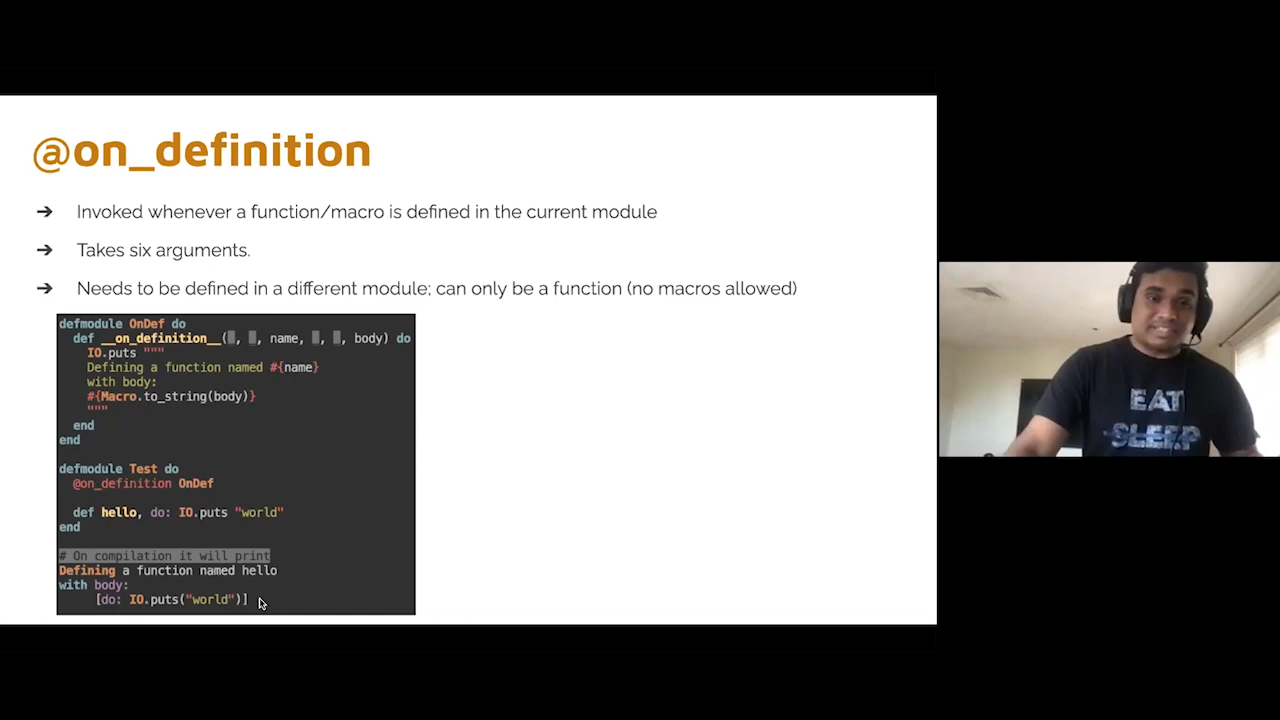 @on_definition
➔ Invoked whenever a function/macro is defined in the current module
➔ Takes six arguments.
➔ Needs to be defined in a different module; can only be a function (no macros allowed)
defmodule OnDef do
def __on_definition__(_, _, name, _, _, body) do
IO.puts """
Defining a function named #{name}
with body:
#{Macro.to_string(body)}
"""
end
end
defmodule Test do
@on_definition OnDef
def hello, do: IO.puts "world"
end
# On compilation it will print
Defining a function named hello
with body:
[do: IO.puts("world")]
EAT
SLEEP